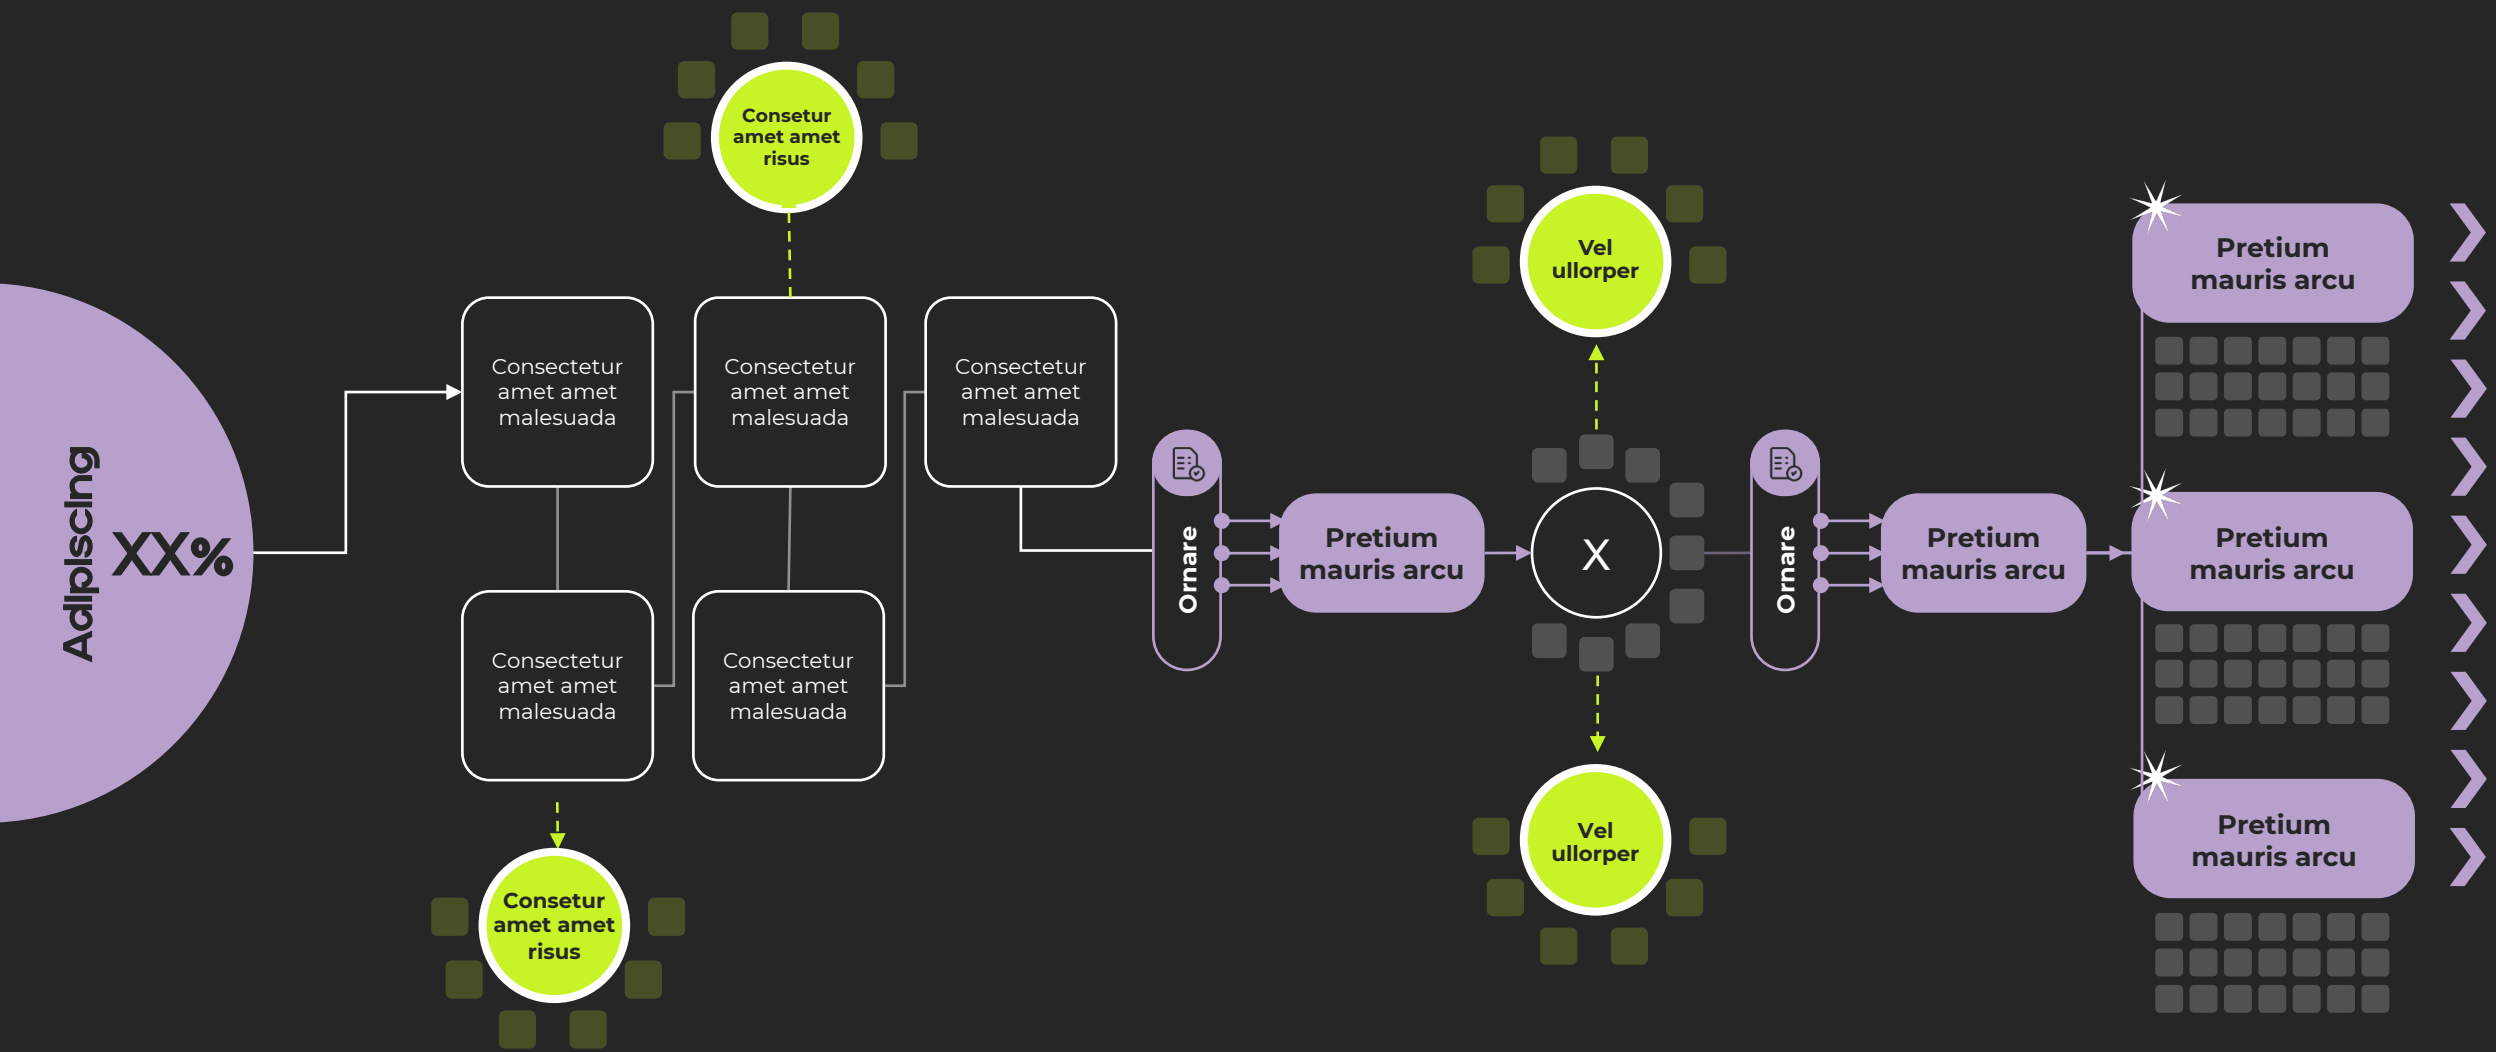 Adipiscing
XX%
Consetur
amet amet
risus
Consectetur
amet amet
malesuada
Consectetur
amet amet
malesuada
Consectetur
amet amet
malesuada
Consectetur
amet amet
malesuada
Consectetur
amet amet
malesuada
Consetur
amet amet
risus
Ornare
Pretium
mauris arcu
Vel
ullorper
X
Vel
ullorper
Ornare
Pretium
mauris arcu
Pretium
mauris arcu
Pretium
mauris arcu
Pretium
mauris arcu